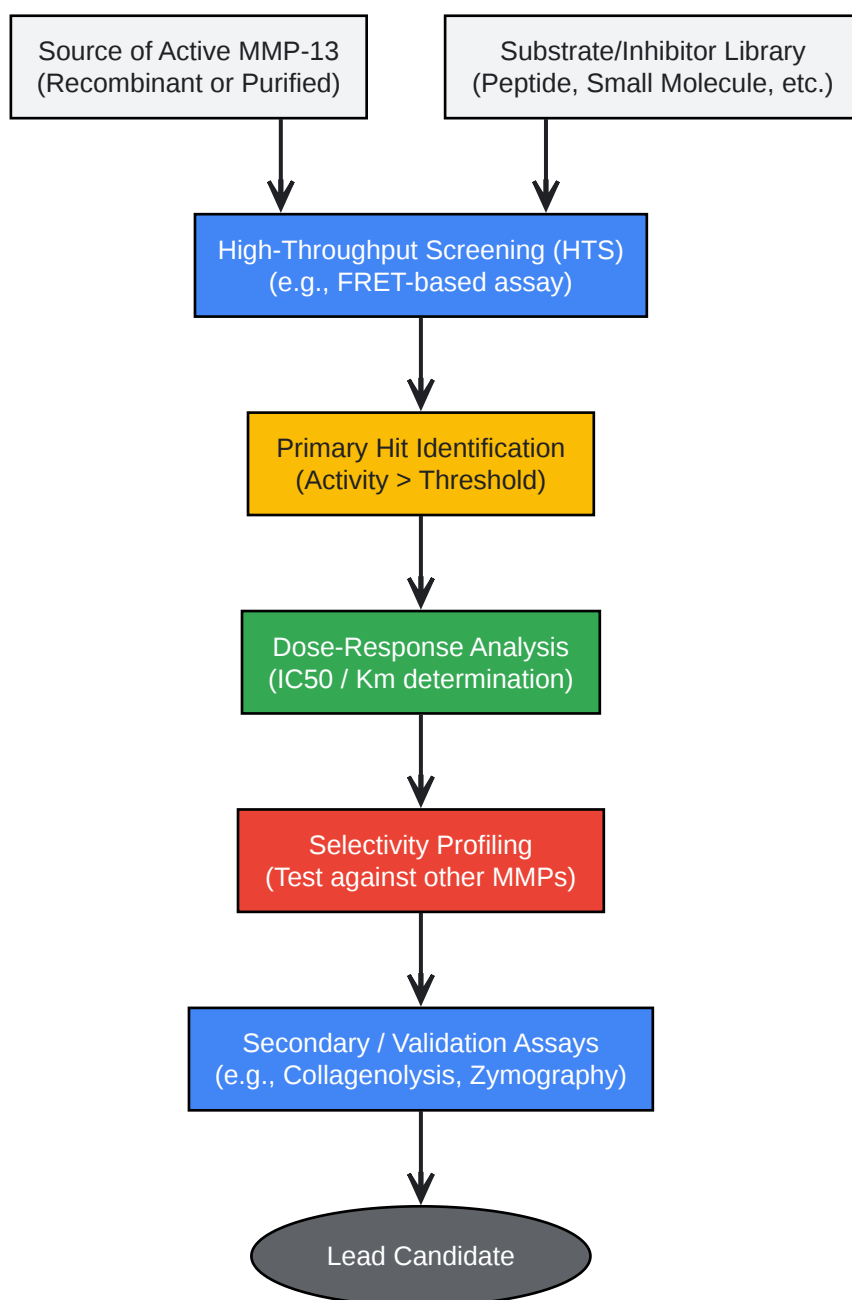 Source of Active MMP-13
(Recombinant or Purified)
Substrate/Inhibitor Library
(Peptide, Small Molecule, etc.)
High-Throughput Screening (HTS)
(e.g., FRET-based assay)
Primary Hit Identification
(Activity > Threshold)
Dose-Response Analysis
(IC50 / Km determination)
Selectivity Profiling
(Test against other MMPs)
Secondary / Validation Assays
(e.g., Collagenolysis, Zymography)
Lead Candidate